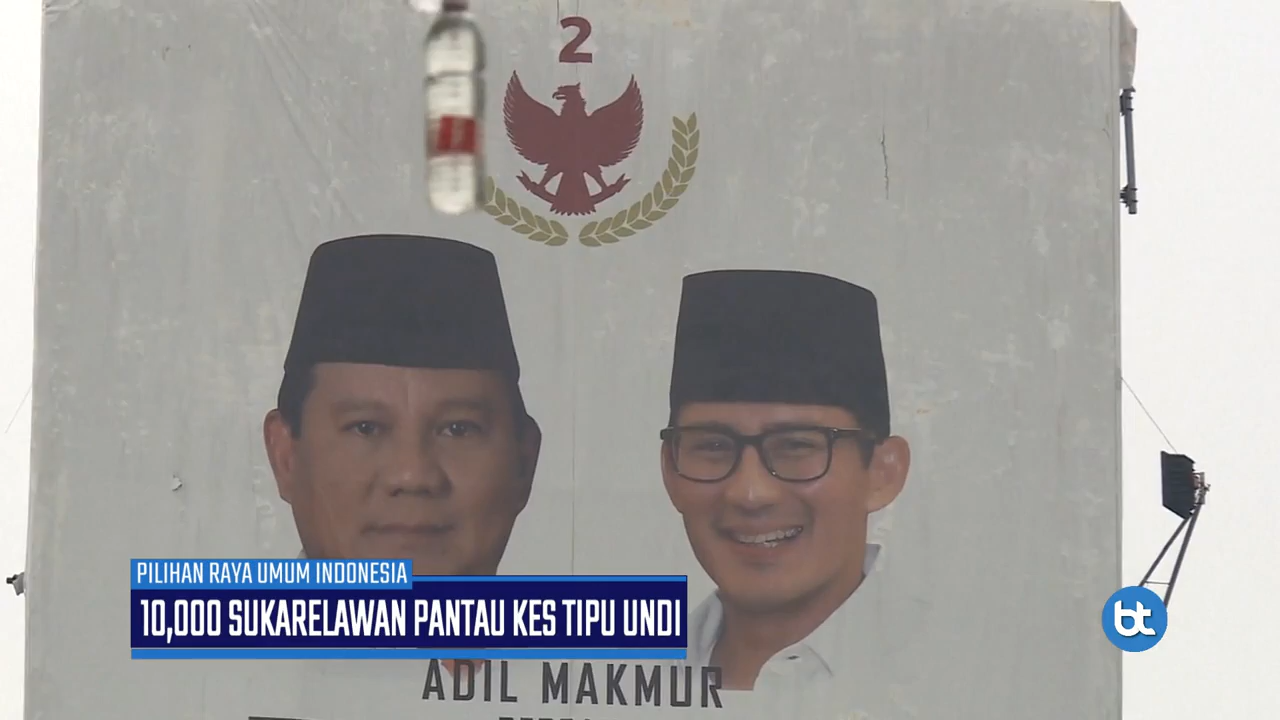 2
PILIHAN RAYA UMUM INDONESIA
10,000 SUKARELAWAN PANTAU KES TIPU UNDI
bt
ADIL MAKMUR